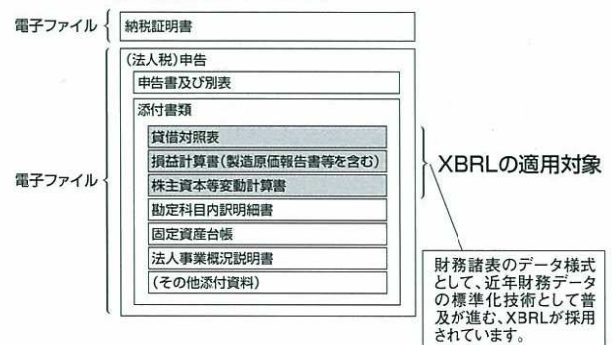 電子ファイル
納税証明書
(法人税)申告
申告書及び別表
添付書類
貸借対照表
損益計算書(製造原価報告書等を含む)
株主資本等変動計算書
勘定科目内訳明細書
固定資産台帳
法人事業概況説明書
(その他添付資料)
電子ファイル
XBRLの適用対象
財務諸表のデータ様式
として、近年財務データ
の標準化技術として普
及が進む、XBRLが採用
されています。